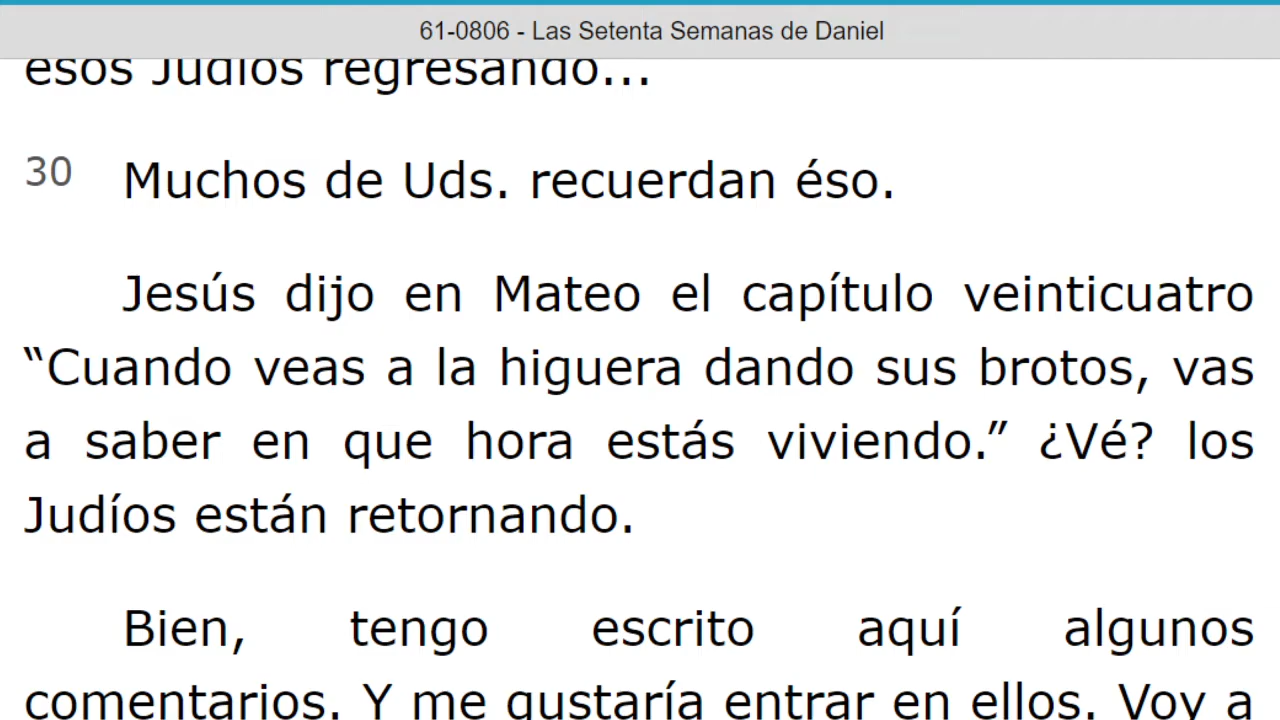 61-0806 - Las Setenta Semanas de Daniel
esos Judíos regresando...
30 Muchos de Uds. recuerdan éso.
Jesús dijo en Mateo el capítulo veinticuatro
“Cuando veas a la higuera dando sus brotos, vas
a saber en que hora estás viviendo.” ¿Vé? los
Judíos están retornando.
Bien, tengo escrito aquí algunos
comentarios. Y me gustaría entrar en ellos. Voy a